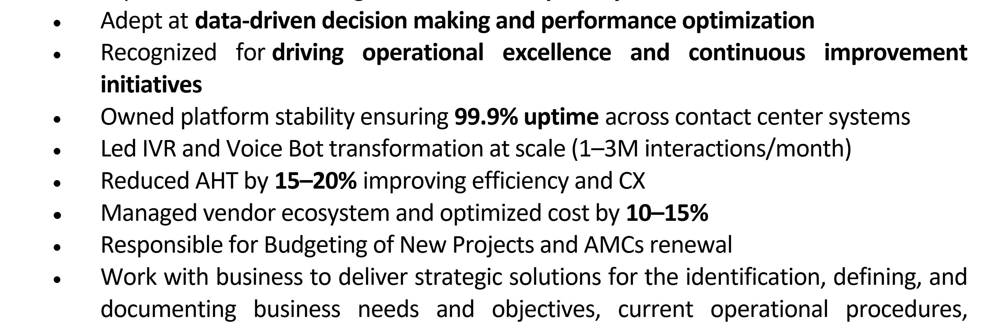 • Adept at data-driven decision making and performance optimization
• Recognized for driving operational excellence and continuous improvement
initiatives
• Owned platform stability ensuring 99.9% uptime across contact center systems
• Led IVR and Voice Bot transformation at scale (1–3M interactions/month)
• Reduced AHT by 15–20% improving efficiency and CX
• Managed vendor ecosystem and optimized cost by 10–15%
• Responsible for Budgeting of New Projects and AMCs renewal
• Work with business to deliver strategic solutions for the identification, defining, and
documenting business needs and objectives, current operational procedures,